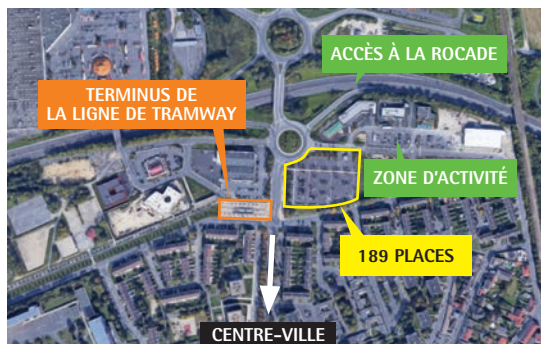 ACCÈS À LA ROCADE
TERMINUS DE
LA LIGNE DE TRAMWAY
ZONE D'ACTIVITÉ
189 PLACES
CENTRE-VILLE